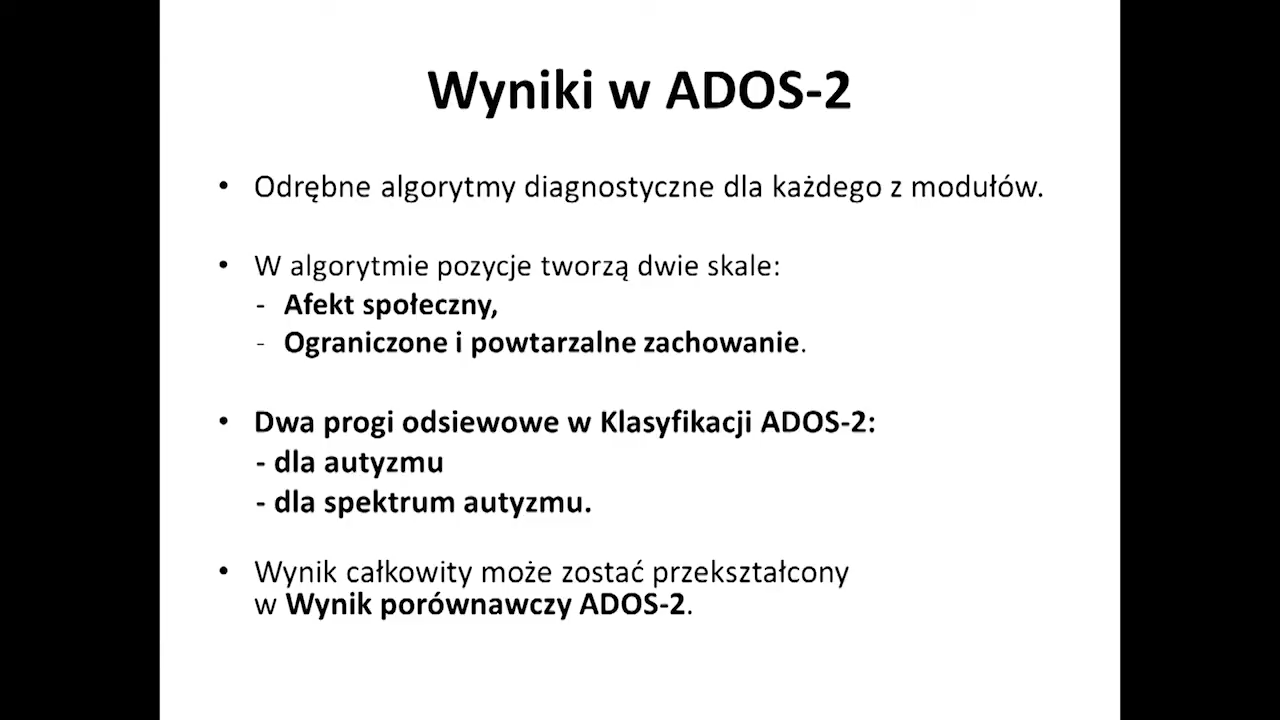 Wyniki w ADOS-2
• Odrębne algorytmy diagnostyczne dla każdego z modułów.
• W algorytmie pozycje tworzą dwie skale:
- Afekt społeczny,
- Ograniczone i powtarzalne zachowanie.
• Dwa progi odsiewowe w Klasyfikacji ADOS-2:
- dla autyzmu
- dla spektrum autyzmu.
• Wynik całkowity może zostać przekształcony
w Wynik porównawczy ADOS-2.